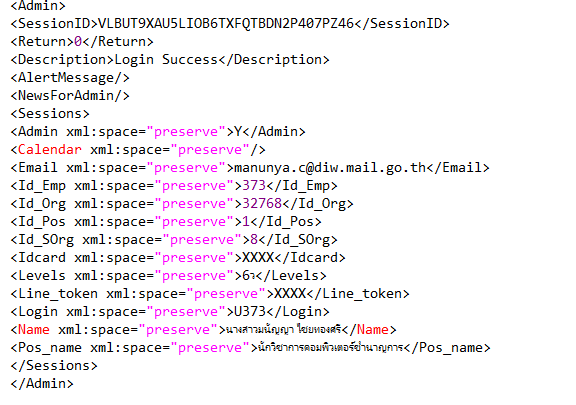 <Admin>
<SessionID>VLBUT9XAU5LIOB6TXFQTBDN2P407PZ46</SessionID>
<Return>0</Return>
<Description>Login Success</Description>
<AlertMessage/>
<NewsForAdmin/>
<Sessions>
<Admin xml:space="preserve">Y</Admin>
<Calendar xml:space="preserve"/>
<Email xml:space="preserve">manunya.c@diw.mail.go.th</Email>
<Id_Emp xml:space="preserve">373</Id_Emp>
<Id_Org xml:space="preserve">32768</Id_Org>
<Id_Pos xml:space="preserve">1</Id_Pos>
<Id_SOrg xml:space="preserve">8</Id_SOrg>
<Idcard xml:space="preserve">XXXX</Idcard>
<Levels xml:space="preserve">6ว</Levels>
<Line_token xml:space="preserve">XXXX</Line_token>
<Login xml:space="preserve">U373</Login>
<Name xml:space="preserve">นางสาวมนัญญา ไชยทองศรี</Name>
<Pos_name xml:space="preserve">นักวิชาการคอมพิวเตอร์ชำนาญการ</Pos_name>
</Sessions>
</Admin>